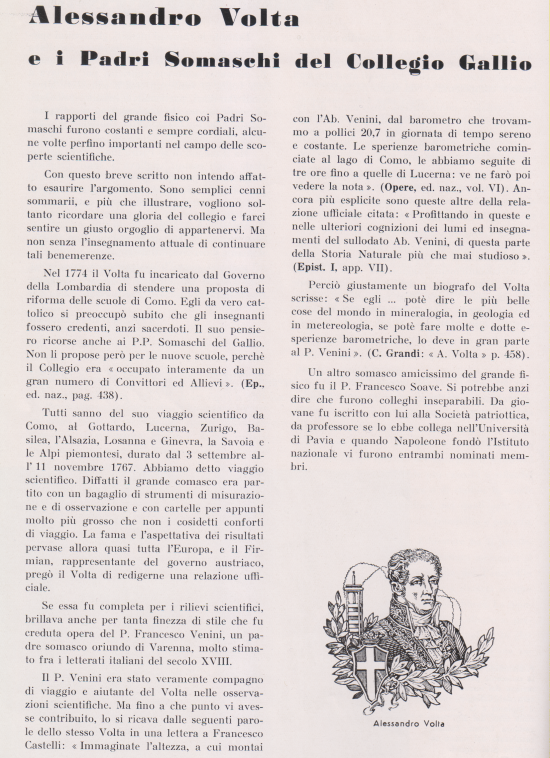 Alessandro Volta
e i Padri Somaschi del Collegio Gallio
I rapporti del grande fisico coi Padri So-
maschi furono costanti e sempre cordiali, alcu-
ne volte perfino importanti nel campo delle sco-
perte scientifiche.
Con questo breve scritto non intendo affat-
to esaurire l'argomento. Sono semplici cenni
sommarii, e più che illustrare, vogliono sol-
tanto ricordare una gloria del collegio e farci
sentire un giusto orgoglio di appartenervi. Ma
non senza l'insegnamento attuale di continuare
tali benemerenze.
Nel 1774 il Volta fu incaricato dal Governo
della Lombardia di stendere una proposta di
riforma delle scuole di Como. Egli da vero cat-
tolico si preoccupò subito che gli insegnanti
fossero credenti, anzi sacerdoti. Il suo pensie-
ro ricorse anche ai P.P. Somaschi del Gallio.
Non li propose però per le nuove scuole, perchè
il Collegio era « occupato interamente da un
gran numero di Convittori ed Allievi ». (Ep.,
ed. naz., pag. 438).
Tutti sanno del suo viaggio scientifico da
Como, al Gottardo, Lucerna, Zurigo, Ba-
silea, l'Alsazia, Losanna e Ginevra, la Savoia e
le Alpi piemontesi, durato dal 3 settembre al-
l'11 novembre 1767. Abbiamo detto viaggio
scientifico. Diffatti il grande comasco era par-
tito con un bagaglio di strumenti di misurazio-
ne e di osservazione e con cartelle per appunti
molto più grosso che non i cosidetti conforti
di viaggio. La fama e l'aspettativa dei risultati
pervase allora quasi tutta l'Europa, e il Fir-
mian, rappresentante del governo austriaco,
pregò il Volta di redigerne una relazione uffi-
ciale.
Se essa fu completa per i rilievi scientifici,
brillava anche per tanta finezza di stile che fu
creduta opera del P. Francesco Venini, un pa-
dre somasco oriundo di Varenna, molto stima-
to fra i letterati italiani del secolo XVIII.
Il P. Venini era stato veramente compagno
di viaggio e aiutante del Volta nelle osserva-
zioni scientifiche. Ma fino a che punto vi aves-
se contribuito, lo si ricava dalle seguenti paro-
le dello stesso Volta in una lettera a Francesco
Castelli: « Immaginate l'altezza, a cui montai
con l'Ab. Venini, dal barometro che trovam-
mo a pollici 20,7 in giornata di tempo sereno
e costante. Le sperienze barometriche comin-
ciate al lago di Como, le abbiamo seguite di
tre ore fino a quelle di Lucerna: ve ne farò poi
vedere la nota ». (Opere, ed. naz., vol. VI). An-
cora più esplicite sono queste altre della rela-
zione ufficiale citata: « Profittando in queste e
nelle ulteriori cognizioni dei lumi ed insegna-
menti del sullodato Ab. Venini, di questa parte
della Storia Naturale più che mai studioso ».
(Epist. I, app. VII).
Perciò giustamente un biografo del Volta
scrisse: « Se egli ... potè dire le più belle
cose del mondo in mineralogia, in geologia ed
in metereologia, se potè fare molte e dotte e-
sperienze barometriche, lo deve in gran parte
al P. Venini ». (C. Grandi: « A. Volta » p. 458).
Un altro somasco amicissimo del grande fi-
sico fu il P. Francesco Soave. Si potrebbe anzi
dire che furono colleghi inseparabili. Da gio-
vane fu iscritto con lui alla Società patriottica,
da professore se lo ebbe collega nell'Università
di Pavia e quando Napoleone fondò l'Istituto
nazionale vi furono entrambi nominati mem-
bri.
Alessandro Volta